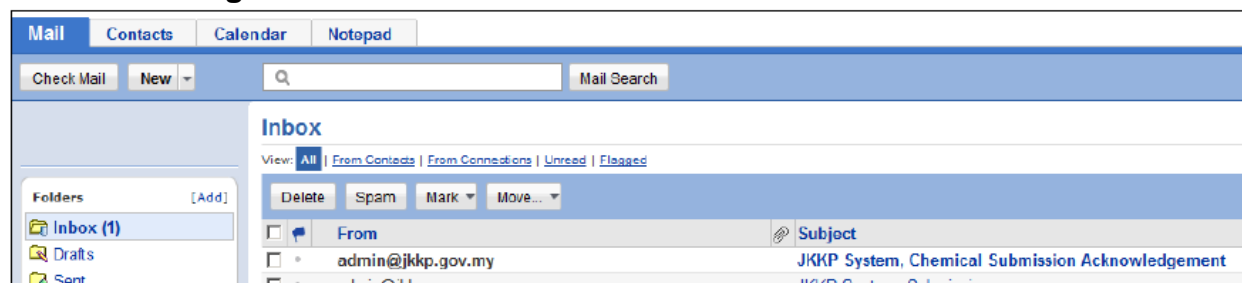 Mail Contacts Calendar Notepad
Check Mail New Mail Search
Inbox
View: All | From Contacts | From Connections | Unread | Flagged
Folders [Add]
Delete Spam Mark Move...
Inbox (1)
From Subject
Drafts
admin@jkkp.gov.my JKKP System, Chemical Submission Acknowledgement
Sent